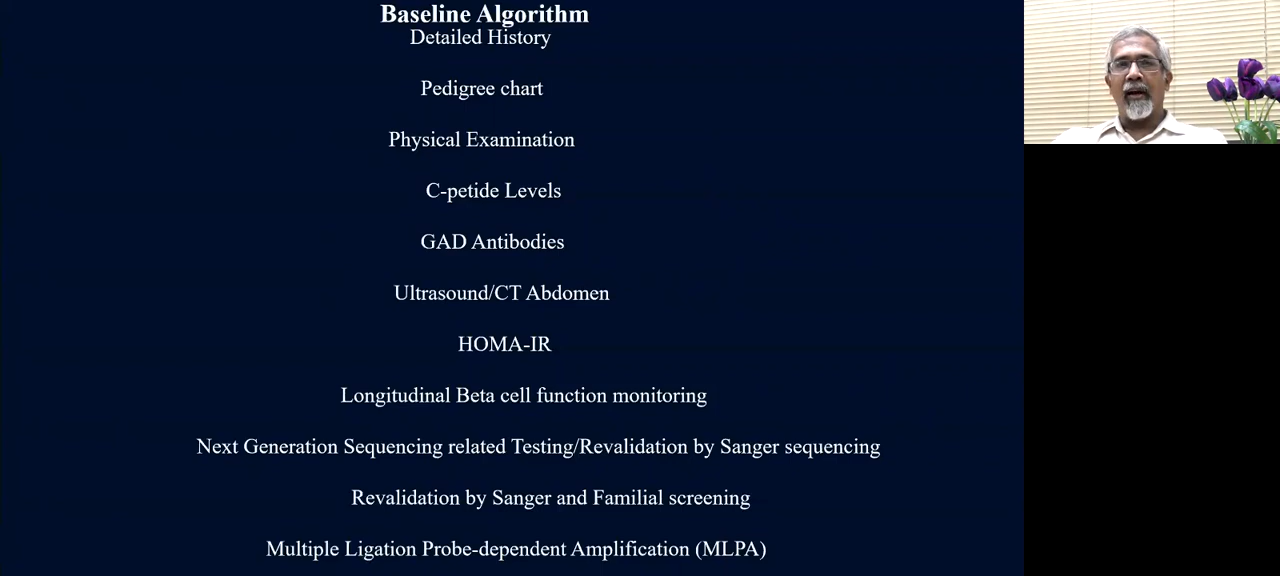 Baseline Algorithm
Detailed History
Pedigree chart
Physical Examination
C-petide Levels
GAD Antibodies
Ultrasound/CT Abdomen
HOMA-IR
Longitudinal Beta cell function monitoring
Next Generation Sequencing related Testing/Revalidation by Sanger sequencing
Revalidation by Sanger and Familial screening
Multiple Ligation Probe-dependent Amplification (MLPA)